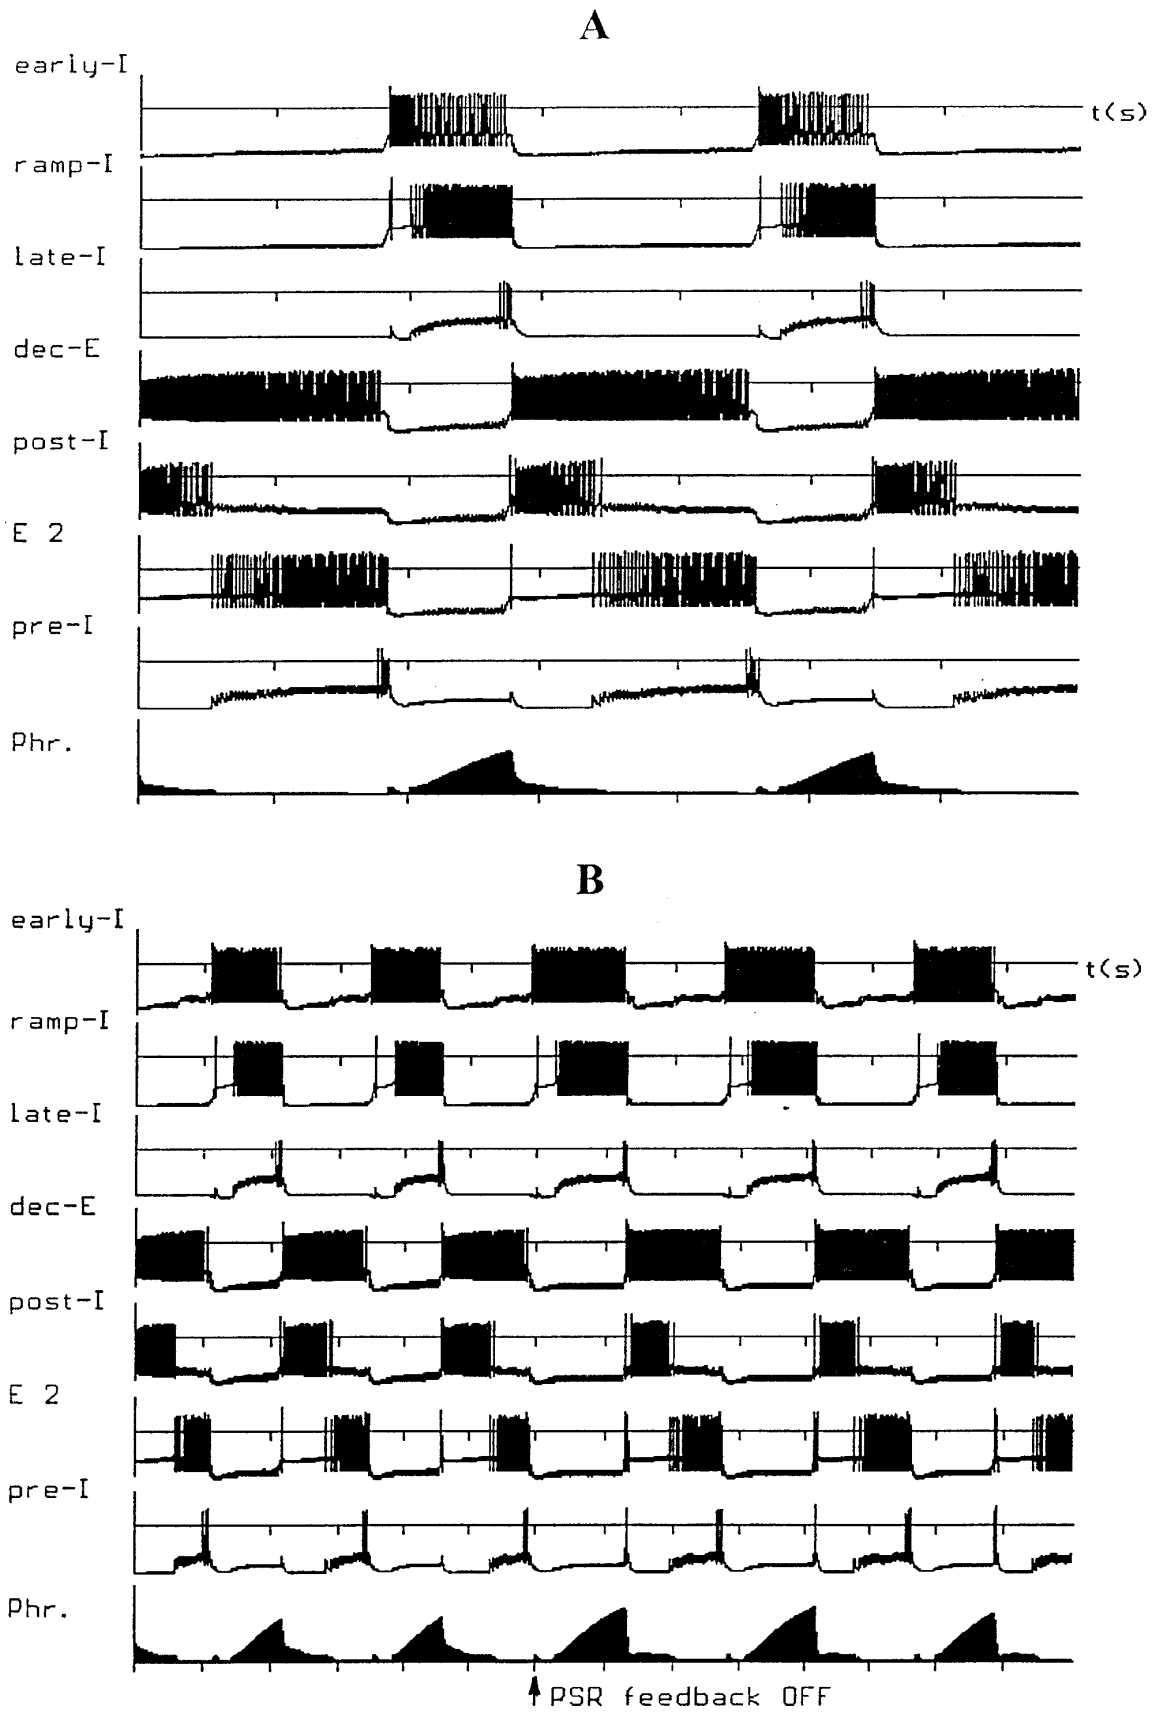 A
early-I
t(s)
ramp-I
late-I
dec-E
post-I
E 2
pre-I
Phr.
B
early-I
t(s)
ramp-I
late-I
dec-E
post-I
E 2
pre-I
Phr.
PSR feedback OFF